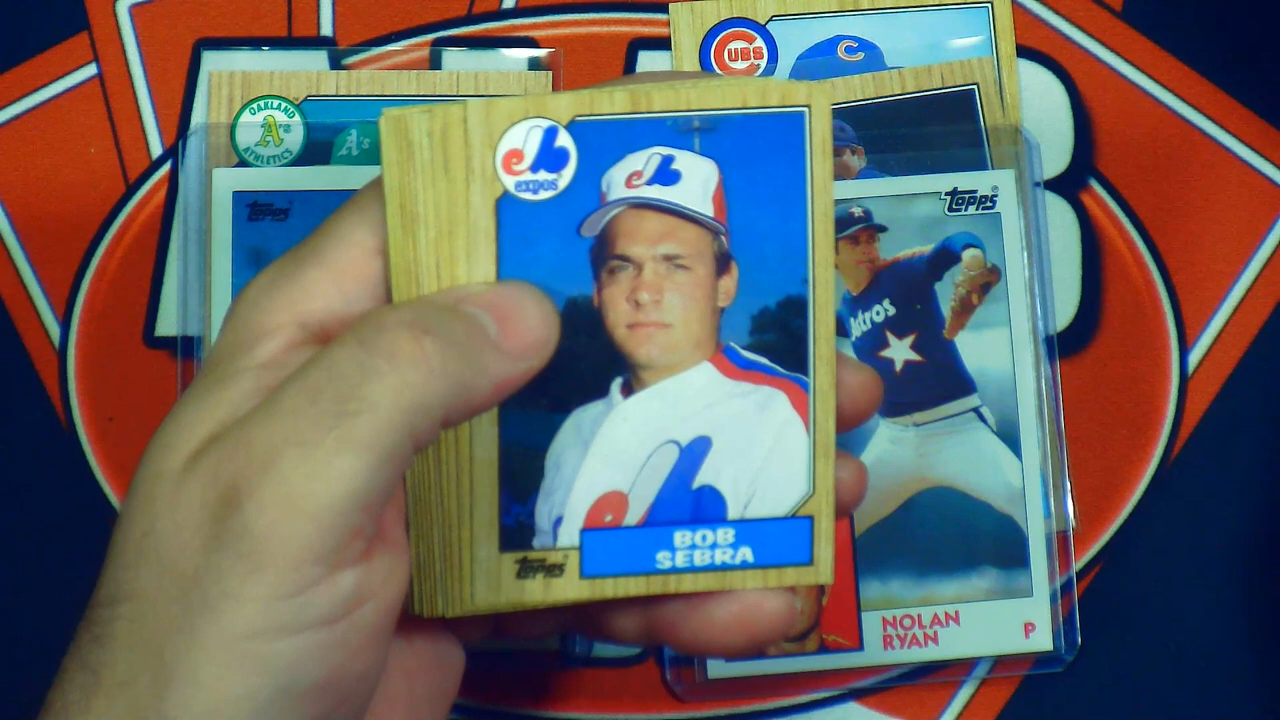 CUBS
OAKLAND
A's
ATHLETICS
A's
C
expos
Topps
TOPPS
Astros
BOB
SEBRA
Topps
NOLAN
RYAN
P